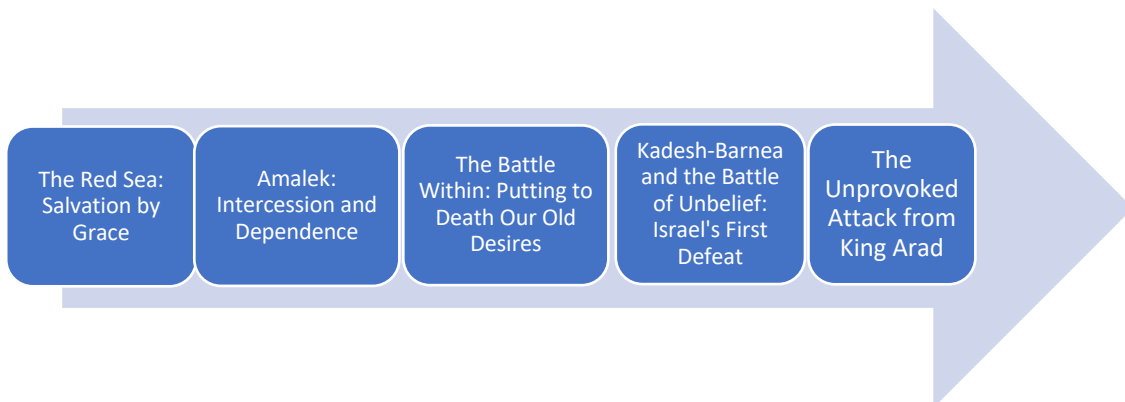 The Red Sea:
Salvation by
Grace
Amalek:
Intercession and
Dependence
The Battle
Within: Putting to
Death Our Old
Desires
Kadesh-Barnea
and the Battle
of Unbelief:
Israel's First
Defeat
The
Unprovoked
Attack from
King Arad